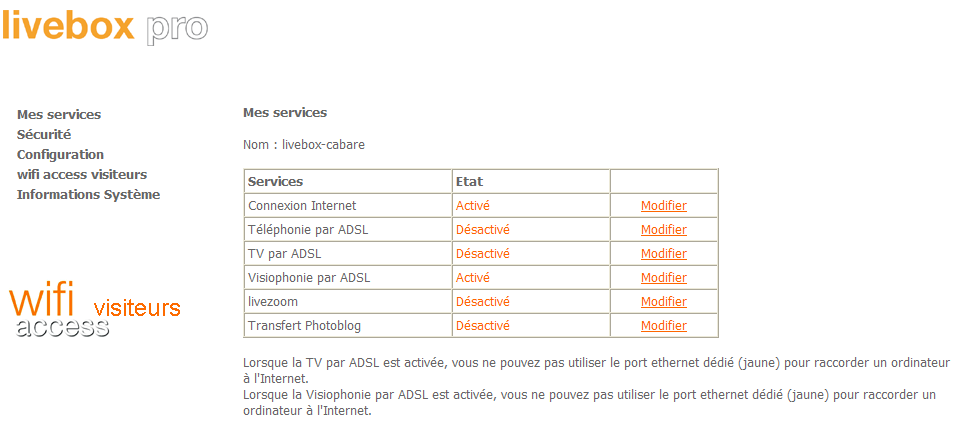 livebox pro
Mes services
Sécurité
Configuration
wifi access visiteurs
Informations Système
wifi visiteurs
access
Mes services
Nom : livebox-cabare
Services Etat
Connexion Internet Activé Modifier
Téléphonie par ADSL Désactivé Modifier
TV par ADSL Désactivé Modifier
Visiophonie par ADSL Activé Modifier
livezoom Désactivé Modifier
Transfert Photoblog Désactivé Modifier
Lorsque la TV par ADSL est activée, vous ne pouvez pas utiliser le port ethernet dédié (jaune) pour raccorder un ordinateur
à l'Internet.
Lorsque la Visiophonie par ADSL est activée, vous ne pouvez pas utiliser le port ethernet dédié (jaune) pour raccorder un
ordinateur à l'Internet.